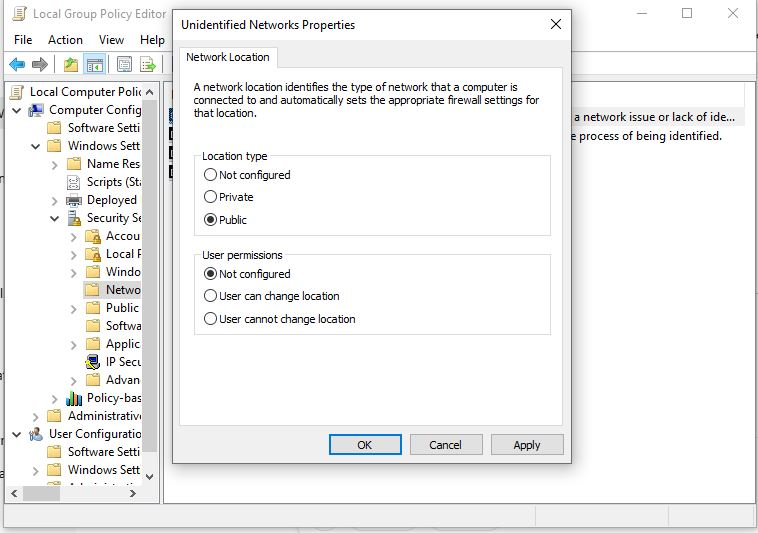 Local Group Policy Editor
File Action View Help
Local Computer Polic
Computer Config
Software Setti
Windows Sett
Name Res
Scripts (Sta
Deployed
Security Se
Accou
Local P
Windo
Netwo
Public
Softwa
Applic
IP Secu
Advan
Policy-bas
Administrative
User Configuratio
Software Setti
Windows Sett
Unidentified Networks Properties
Network Location
A network location identifies the type of network that a computer is
connected to and automatically sets the appropriate firewall settings for
that location.
Location type
Not configured
Private
Public
User permissions
Not configured
User can change location
User cannot change location
OK Cancel Apply
a network issue or lack of ide...
e process of being identified.